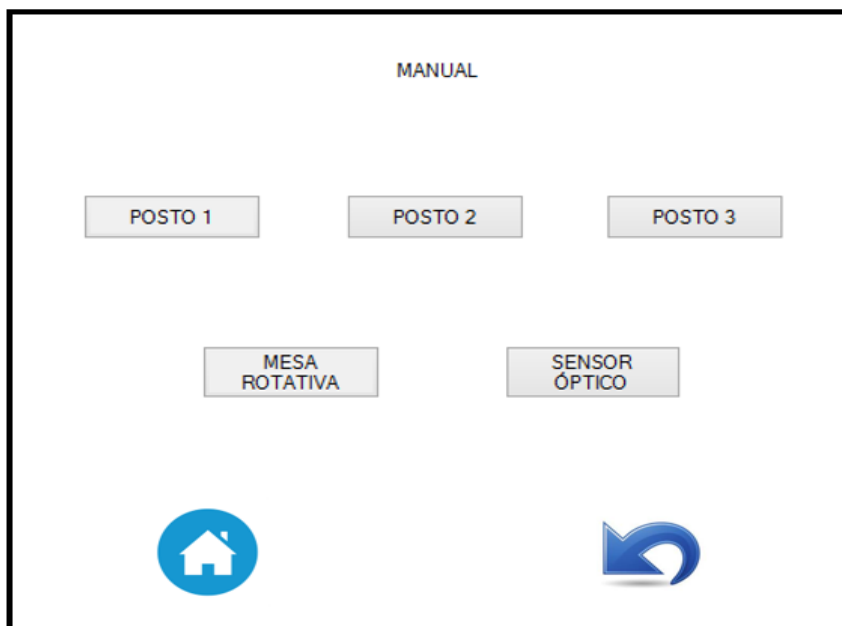 MANUAL
POSTO 1
POSTO 2
POSTO 3
MESA
ROTATIVA
SENSOR
ÓPTICO